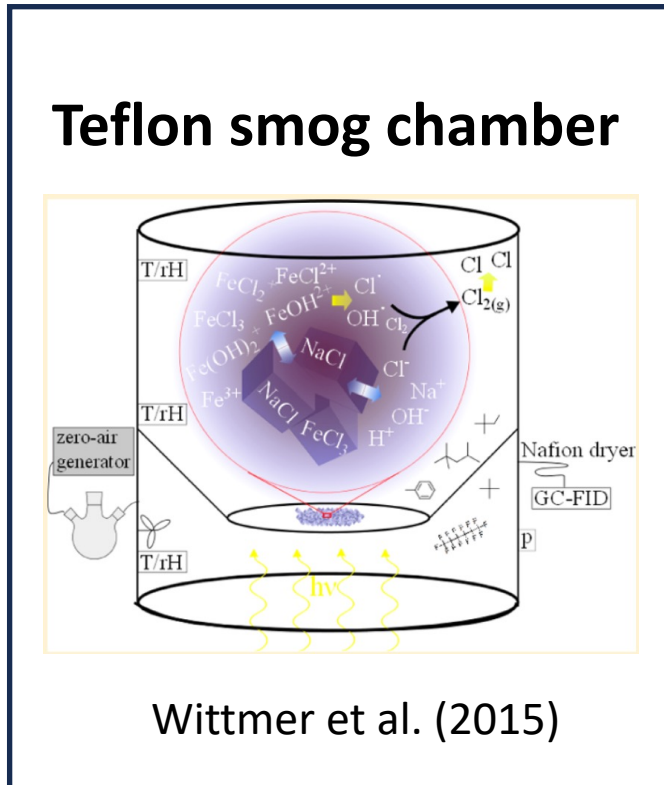 Teflon smog chamber
T/rH
FeCl₂⁺
FeCl²⁺
Cl·
Cl Cl
FeOH²⁺
OH·
Cl₂
Cl₂(g)
FeCl₃
Fe(OH)₂⁺
NaCl
Cl⁻
Fe³⁺
NaCl
FeCl₃
Na⁺
OH⁻
H⁺
T/rH
zero-air
generator
Nafion dryer
GC-FID
T/rH
p
hν
Wittmer et al. (2015)